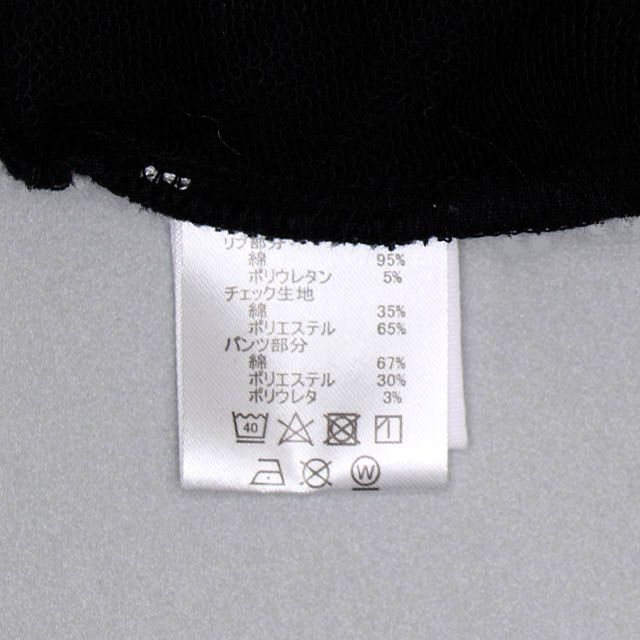 リブ部分
綿 95%
ポリウレタン 5%
チェック生地
綿 35%
ポリエステル 65%
パンツ部分
綿 67%
ポリエステル 30%
ポリウレタ 3%
40
W